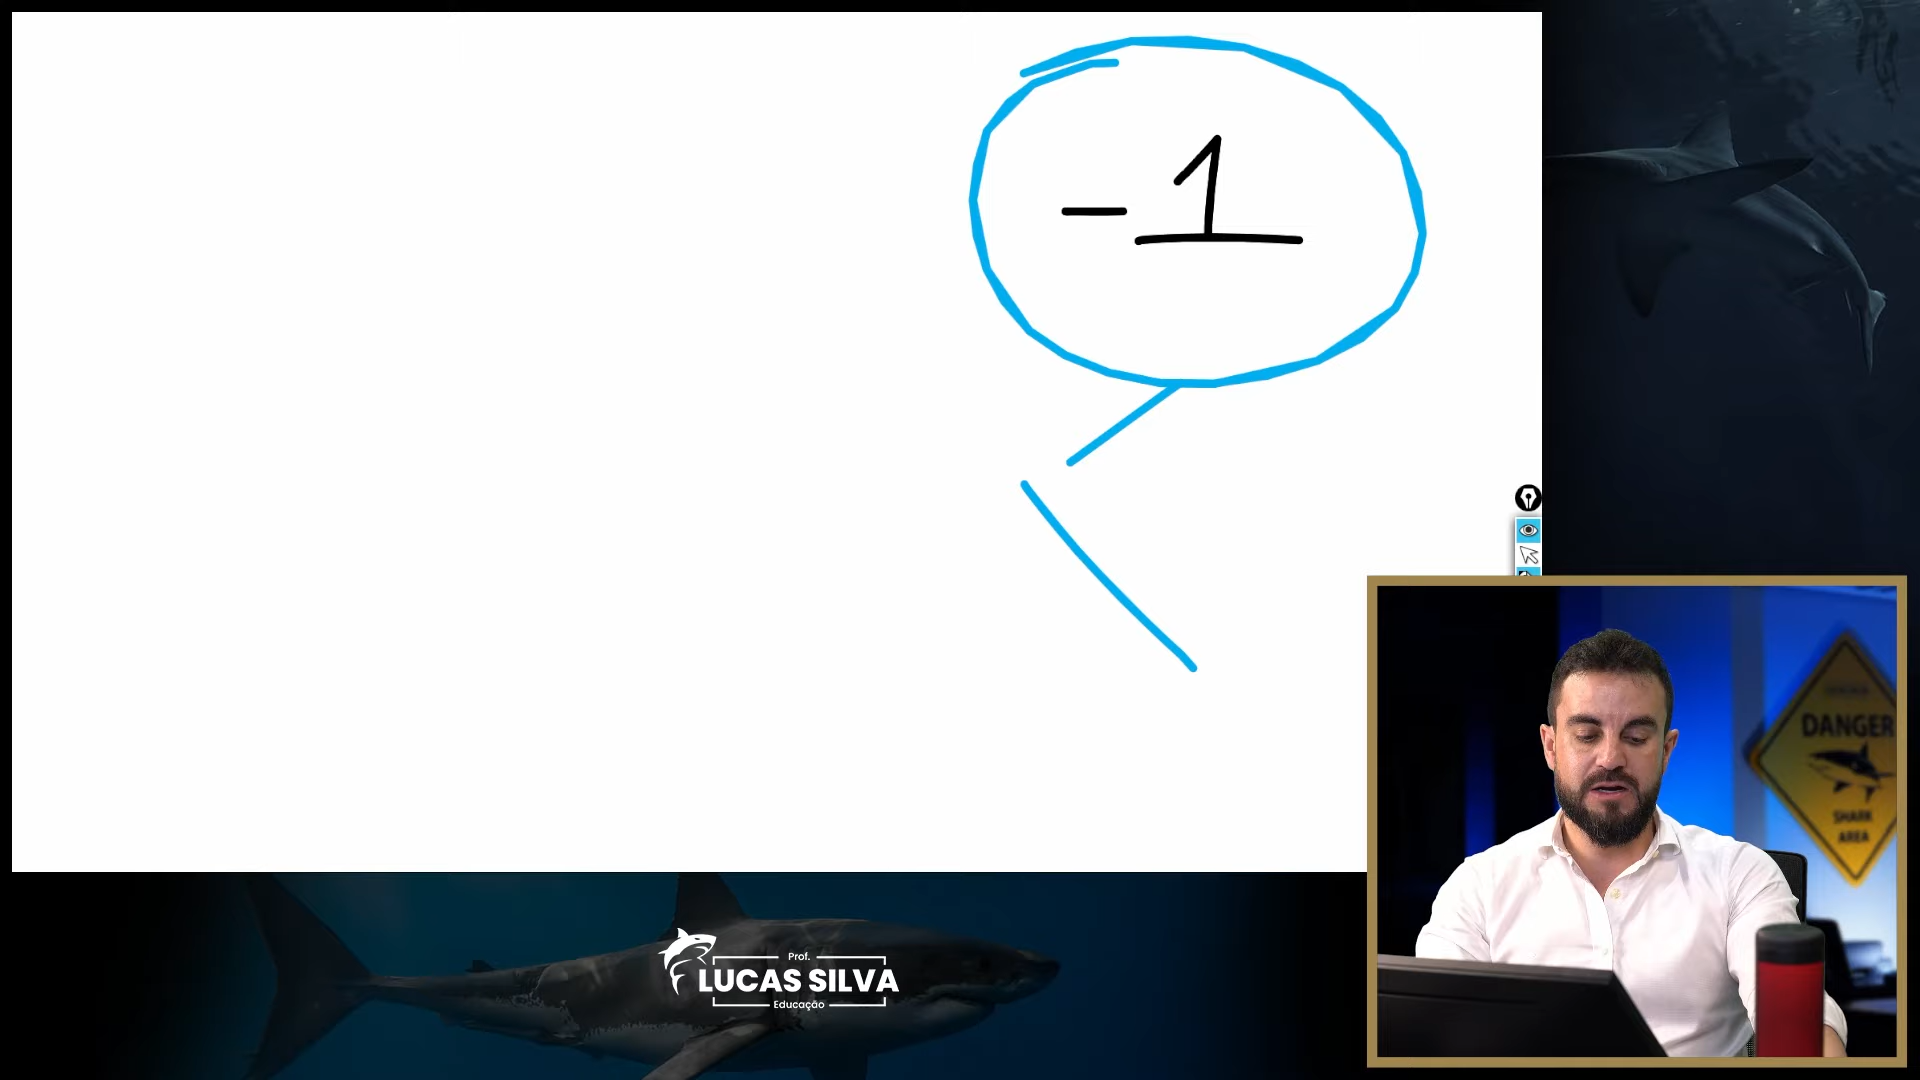 - 1
DANGER
SHARK
AREA
Prof.
LUCAS SILVA
Educação